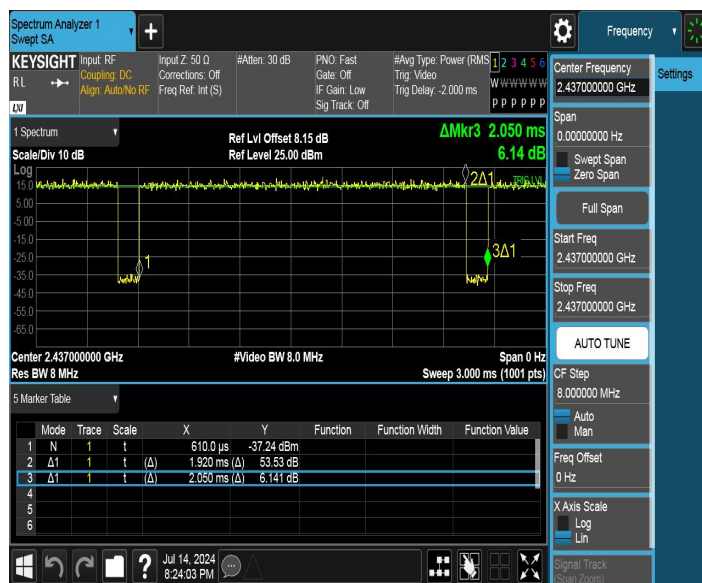 Spectrum Analyzer 1
Swept SA
+
Frequency
KEYSIGHT
RL
LXI
Input: RF
Coupling: DC
Align: Auto/No RF
Input Z: 50 Ω
Corrections: Off
Freq Ref: Int (S)
#Atten: 30 dB
PNO: Fast
Gate: Off
IF Gain: Low
Sig Track: Off
#Avg Type: Power (RMS
Trig: Video
Trig Delay: -2.000 ms
1 2 3 4 5 6
W W W W W W
P P P P P P
1 Spectrum
Scale/Div 10 dB
Ref Lvl Offset 8.15 dB
Ref Level 25.00 dBm
ΔMkr3 2.050 ms
6.14 dB
Log
15.0
5.00
-5.00
-15.0
-25.0
-35.0
-45.0
-55.0
-65.0
1
2Δ1
TRIG LVL
3Δ1
Center 2.437000000 GHz
#Video BW 8.0 MHz
Span 0 Hz
Res BW 8 MHz
Sweep 3.000 ms (1001 pts)
5 Marker Table
Mode Trace Scale X Y Function Function Width Function Value
1 N 1 t 610.0 µs -37.24 dBm
2 Δ1 1 t (Δ) 1.920 ms (Δ) 53.53 dB
3 Δ1 1 t (Δ) 2.050 ms (Δ) 6.141 dB
4
5
6
?
Jul 14, 2024
8:24:03 PM
Center Frequency
2.437000000 GHz
Span
0.00000000 Hz
Swept Span
Zero Span
Full Span
Start Freq
2.437000000 GHz
Stop Freq
2.437000000 GHz
AUTO TUNE
CF Step
8.000000 MHz
Auto
Man
Freq Offset
0 Hz
X Axis Scale
Log
Lin
Signal Track
(Span Zoom)
Settings